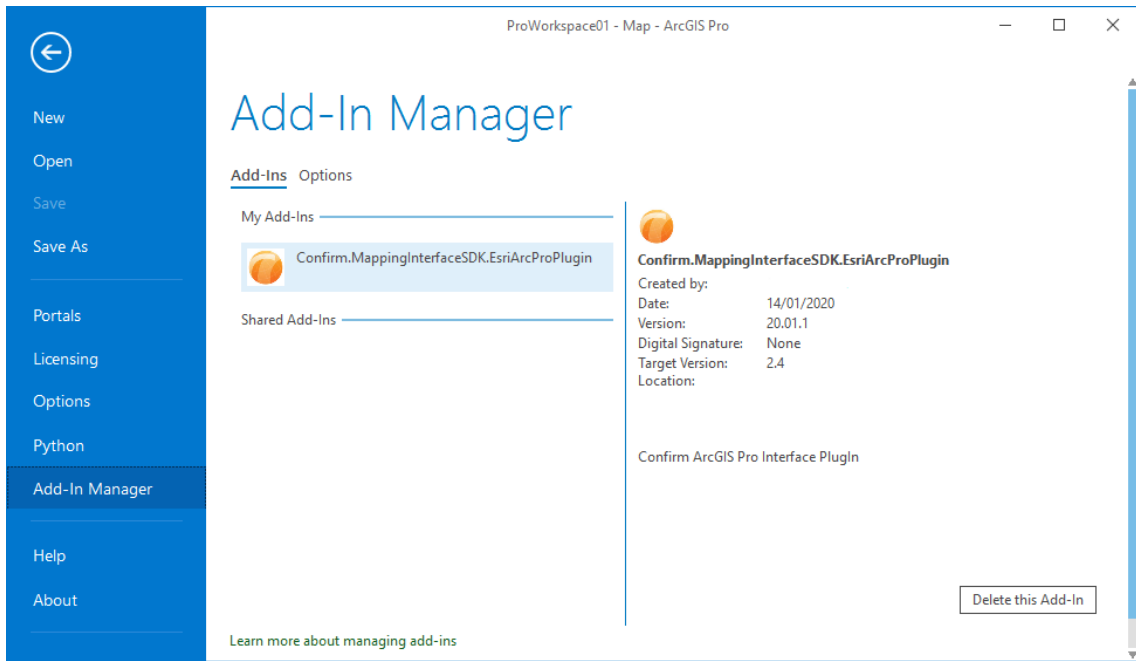 ProWorkspace01 - Map - ArcGIS Pro
New
Open
Save
Save As
Portals
Licensing
Options
Python
Add-In Manager
Help
About
Add-In Manager
Add-Ins Options
My Add-Ins
Confirm.MappingInterfaceSDK.EsriArcProPlugin
Shared Add-Ins
Confirm.MappingInterfaceSDK.EsriArcProPlugin
Created by:
Date: 14/01/2020
Version: 20.01.1
Digital Signature: None
Target Version: 2.4
Location:
Confirm ArcGIS Pro Interface PlugIn
Delete this Add-In
Learn more about managing add-ins